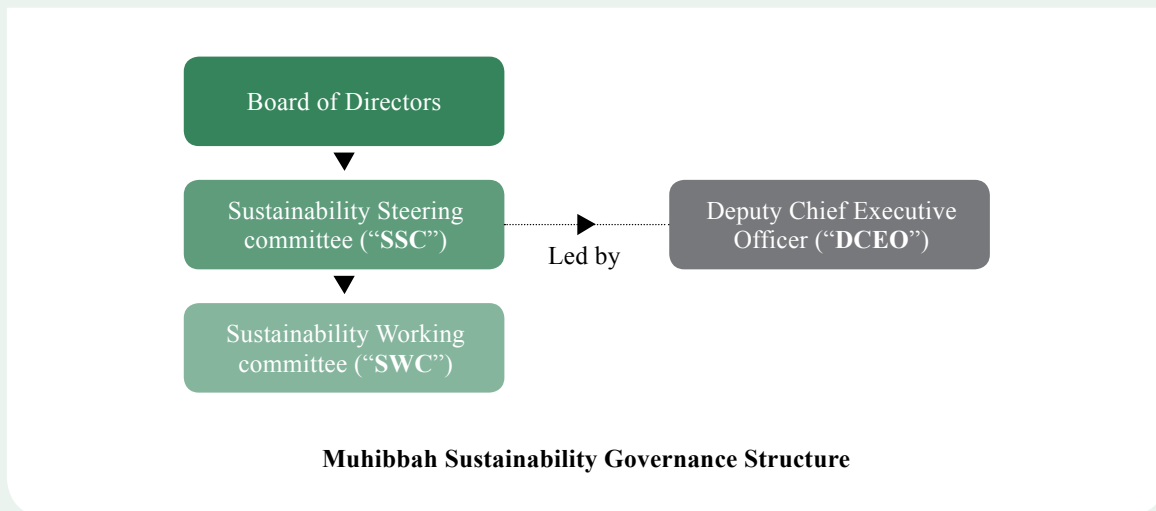 Board of Directors
Sustainability Steering
committee (“SSC”)
Led by
Deputy Chief Executive
Officer (“DCEO”)
Sustainability Working
committee (“SWC”)
Muhibbah Sustainability Governance Structure